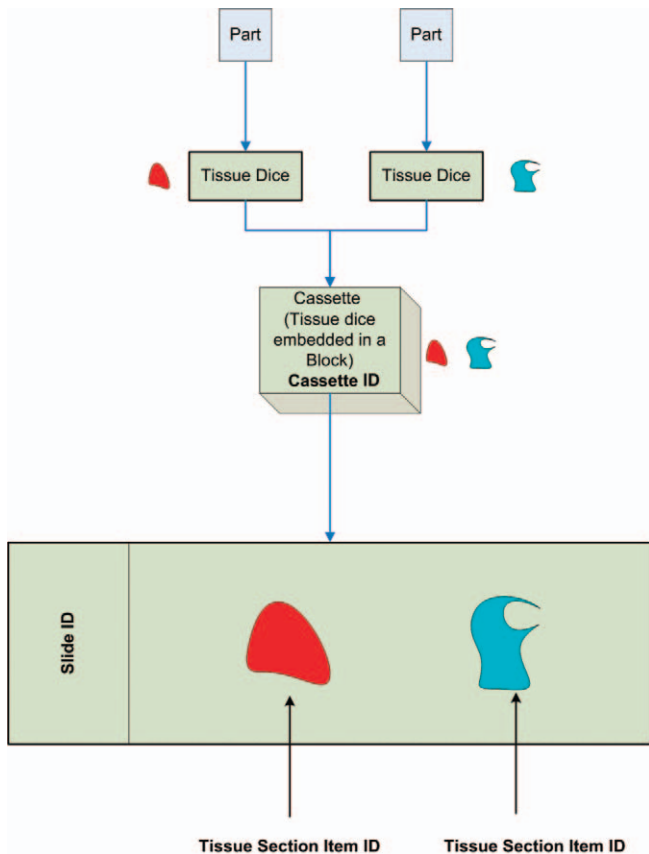 Part
Part
Tissue Dice
Tissue Dice
Cassette
(Tissue dice
embedded in a
Block)
Cassette ID
Slide ID
Tissue Section Item ID
Tissue Section Item ID